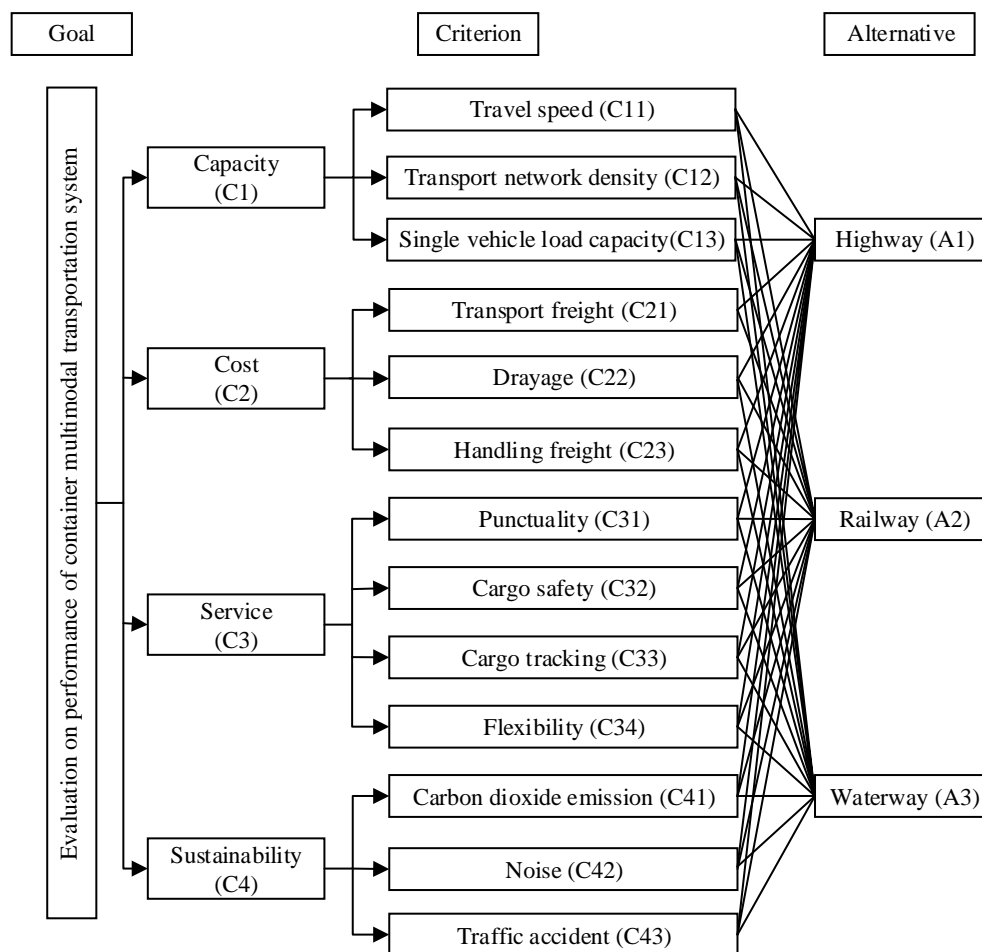 Goal
Criterion
Alternative
Evaluation on performance of container multimodal transportation system
Capacity
(C1)
Cost
(C2)
Service
(C3)
Sustainability
(C4)
Travel speed (C11)
Transport network density (C12)
Single vehicle load capacity(C13)
Transport freight (C21)
Drayage (C22)
Handling freight (C23)
Punctuality (C31)
Cargo safety (C32)
Cargo tracking (C33)
Flexibility (C34)
Carbon dioxide emission (C41)
Noise (C42)
Traffic accident (C43)
Highway (A1)
Railway (A2)
Waterway (A3)